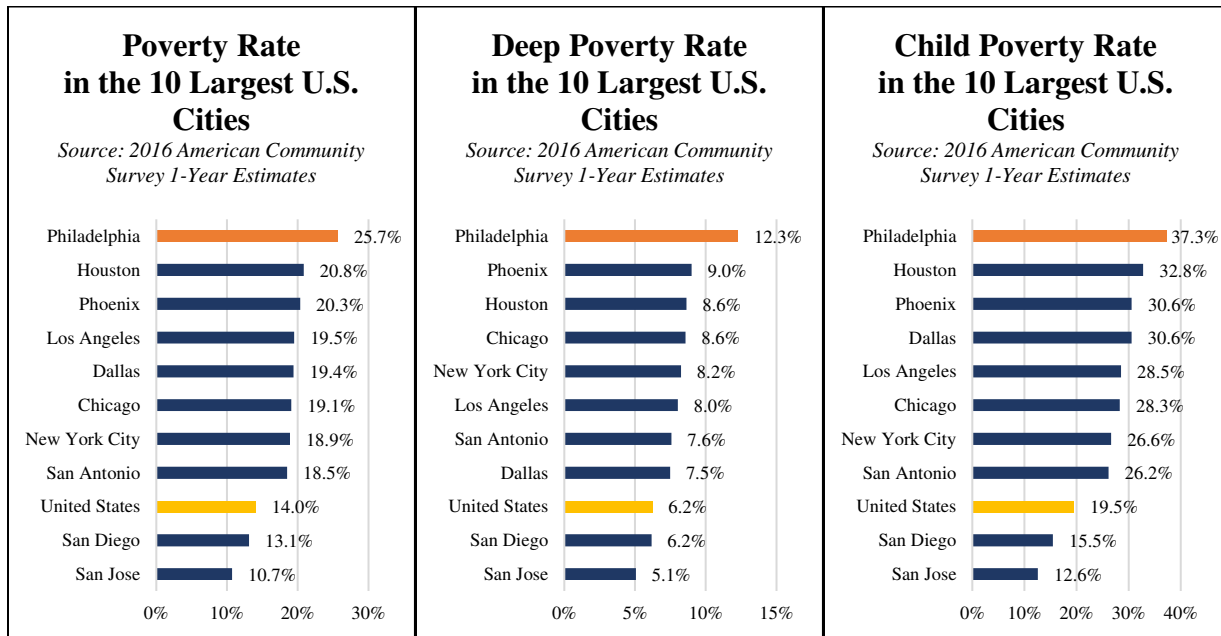 Poverty Rate
in the 10 Largest U.S.
Cities
Source: 2016 American Community
Survey 1-Year Estimates
Philadelphia 25.7%
Houston 20.8%
Phoenix 20.3%
Los Angeles 19.5%
Dallas 19.4%
Chicago 19.1%
New York City 18.9%
San Antonio 18.5%
United States 14.0%
San Diego 13.1%
San Jose 10.7%
0% 10% 20% 30%
Deep Poverty Rate
in the 10 Largest U.S.
Cities
Source: 2016 American Community
Survey 1-Year Estimates
Philadelphia 12.3%
Phoenix 9.0%
Houston 8.6%
Chicago 8.6%
New York City 8.2%
Los Angeles 8.0%
San Antonio 7.6%
Dallas 7.5%
United States 6.2%
San Diego 6.2%
San Jose 5.1%
0% 5% 10% 15%
Child Poverty Rate
in the 10 Largest U.S.
Cities
Source: 2016 American Community
Survey 1-Year Estimates
Philadelphia 37.3%
Houston 32.8%
Phoenix 30.6%
Dallas 30.6%
Los Angeles 28.5%
Chicago 28.3%
New York City 26.6%
San Antonio 26.2%
United States 19.5%
San Diego 15.5%
San Jose 12.6%
0% 10% 20% 30% 40%